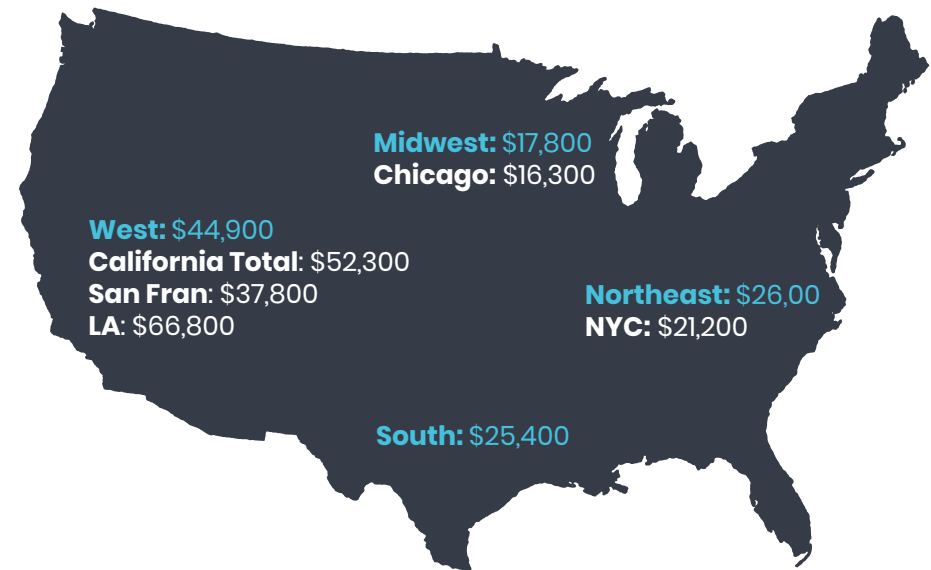 Midwest: $17,800
Chicago: $16,300
West: $44,900
California Total: $52,300
San Fran: $37,800
LA: $66,800
Northeast: $26,00
NYC: $21,200
South: $25,400